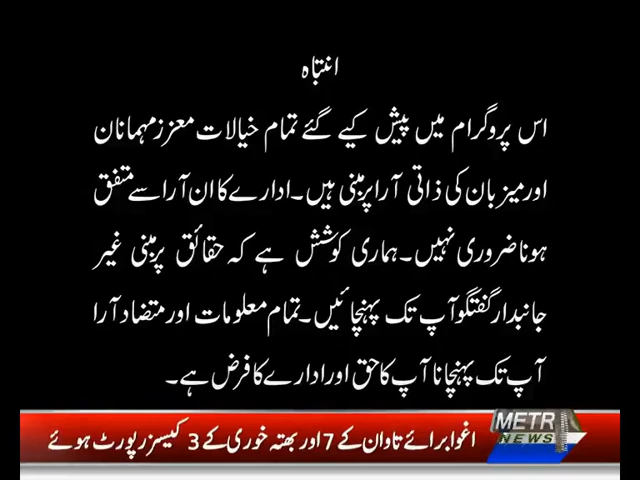 انتباہ
اس پروگرام میں پیش کیے گئے تمام خیالات معزز مہمانان
اور میزبان کی ذاتی آرا پر مبنی ہیں۔ ادارے کا ان آرا سے متفق
ہونا ضروری نہیں۔ ہماری کوشش ہے کہ حقائق پر مبنی غیر
جانبدار گفتگو آپ تک پہنچائیں۔ تمام معلومات اور متضاد آرا
آپ تک پہنچانا آپ کا حق اور ادارے کا فرض ہے۔
اغوا برائے تاوان کے 7 اور بھتہ خوری کے 3 کیسز رپورٹ ہوئے
METR
NEWS